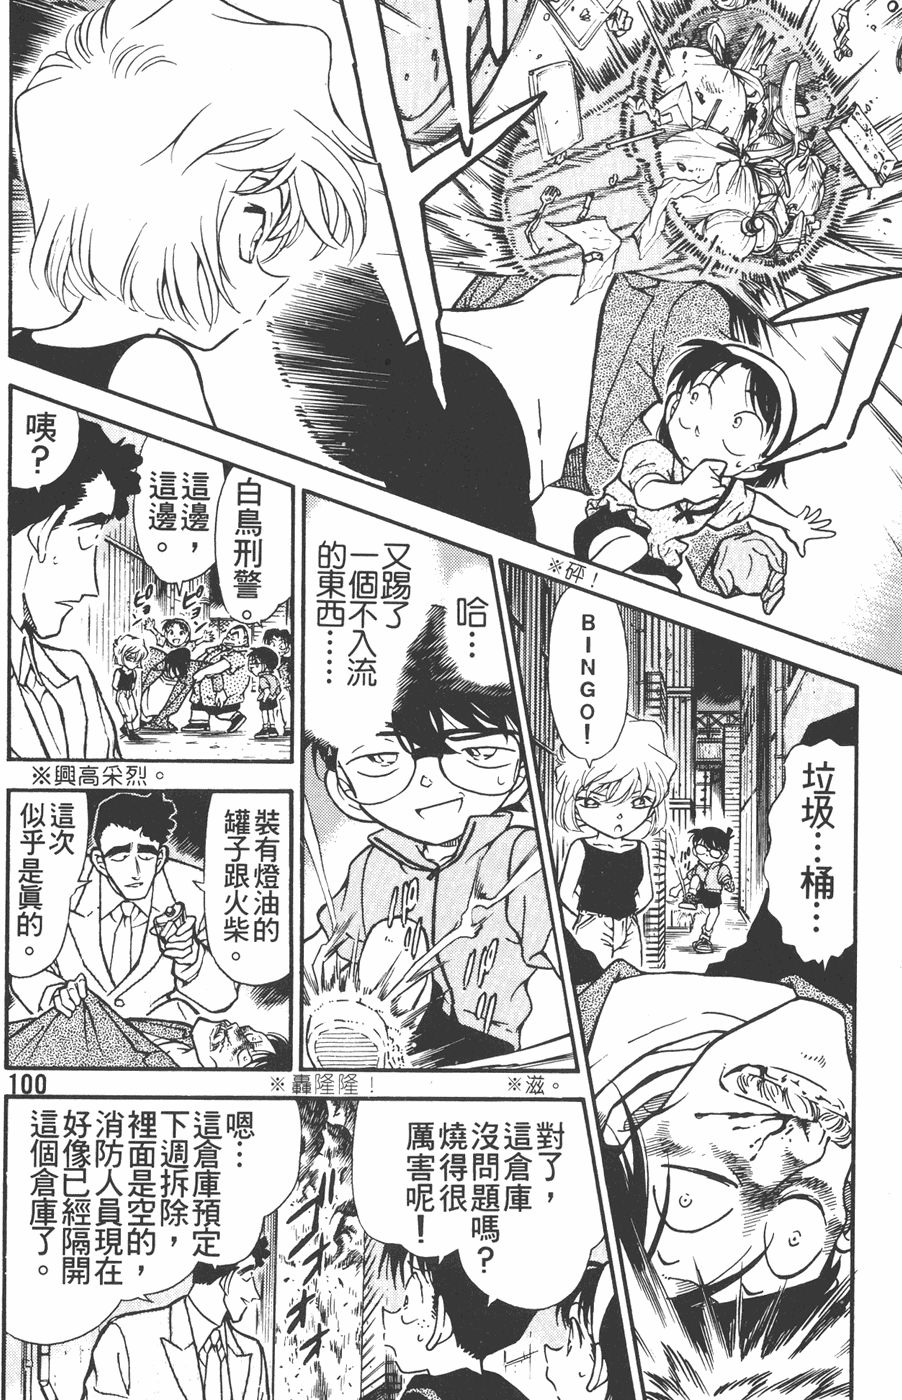 ※砰！
垃圾…桶…
BINGO！
哈…
又踢了
一個不入流
的東西……
※滋。
白鳥刑警。
這邊，
這邊。
咦？
※興高采烈。
裝有燈油的
罐子跟火柴。
這次
似乎是真的。
100
※轟隆隆！
對了，
這倉庫
沒問題嗎？
燒得很
厲害呢！
嗯…
這倉庫預定
下週拆除，
裡面是空的，
消防人員現在
好像已經隔開
這個倉庫了。